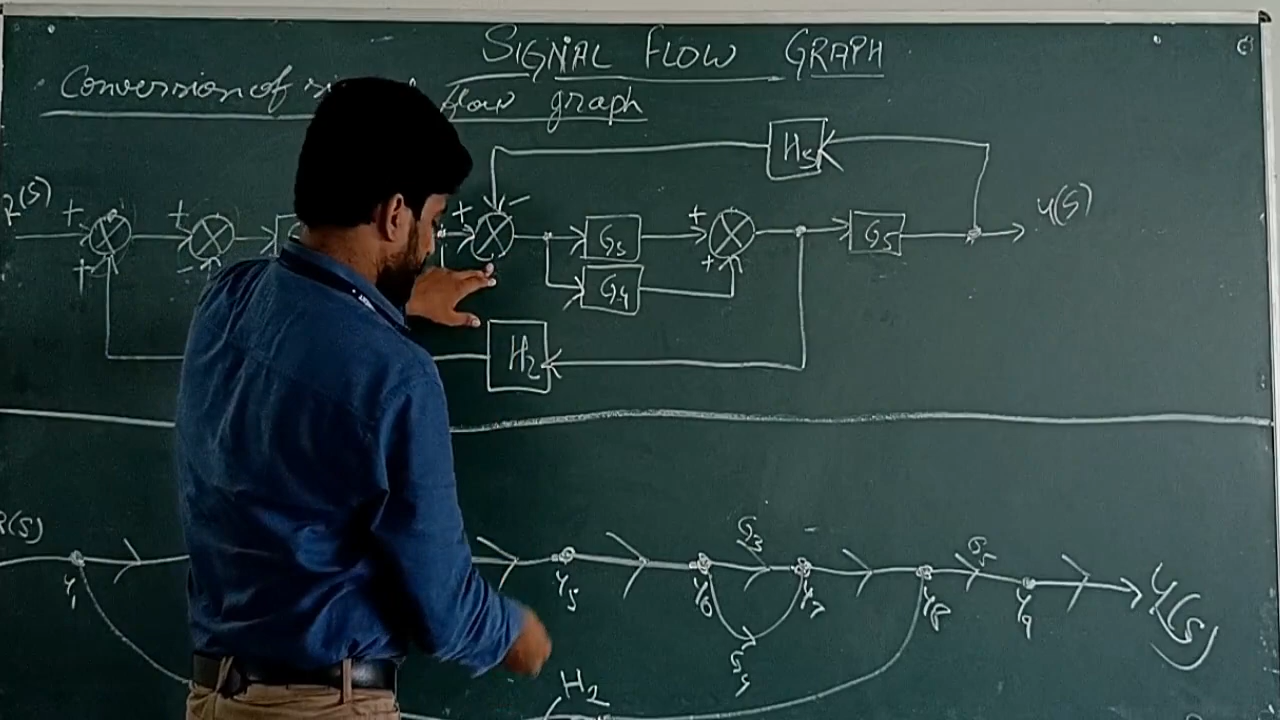 SIGNAL FLOW GRAPH
Conversion of flow graph
H5
R(S) + + + - + Y(S)
G3 G5
+ - +
G4
H2
R(S) G3 G5
y1 y5 y6 y7 y8 y9 Y(S)
G4
H2